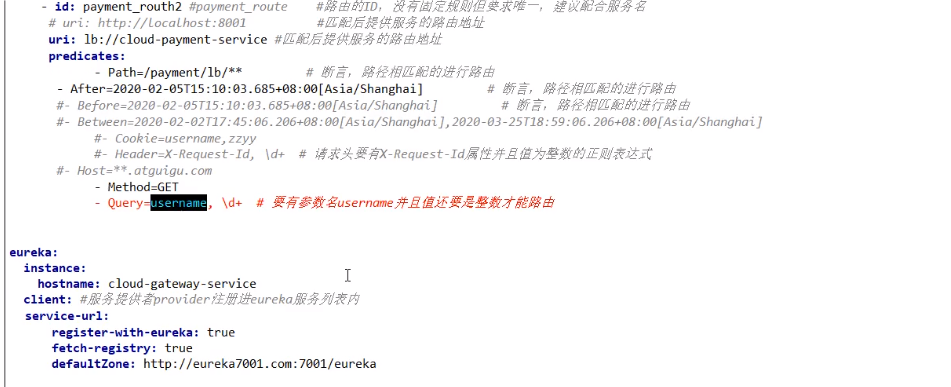 - id: payment_routh2 #payment_route #路由的ID，没有固定规则但要求唯一，建议配合服务名
# uri: http://localhost:8001 #匹配后提供服务的路由地址
uri: lb://cloud-payment-service #匹配后提供服务的路由地址
predicates:
- Path=/payment/lb/** # 断言，路径相匹配的进行路由
- After=2020-02-05T15:10:03.685+08:00[Asia/Shanghai] # 断言，路径相匹配的进行路由
#- Before=2020-02-05T15:10:03.685+08:00[Asia/Shanghai] # 断言，路径相匹配的进行路由
#- Between=2020-02-02T17:45:06.206+08:00[Asia/Shanghai],2020-03-25T18:59:06.206+08:00[Asia/Shanghai]
#- Cookie=username,zzyy
#- Header=X-Request-Id, \d+ # 请求头要有X-Request-Id属性并且值为整数的正则表达式
#- Host=**.atguigu.com
- Method=GET
- Query=username, \d+ # 要有参数名username并且值还要是整数才能路由
eureka:
instance:
hostname: cloud-gateway-service
client: #服务提供者provider注册进eureka服务列表内
service-url:
register-with-eureka: true
fetch-registry: true
defaultZone: http://eureka7001.com:7001/eureka